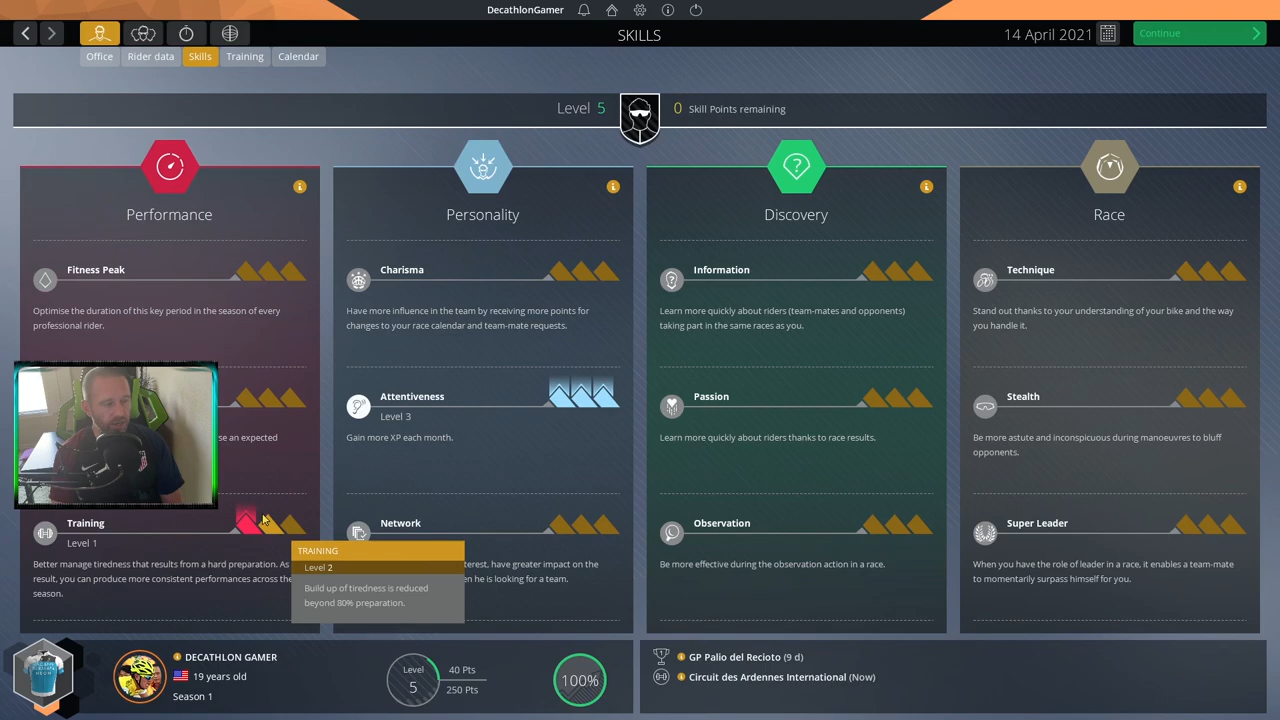 DecathlonGamer
SKILLS
14 April 2021
Continue
Office
Rider data
Skills
Training
Calendar
Level 5
0 Skill Points remaining
Performance
Fitness Peak
Optimise the duration of this key period in the season of every
professional rider.
se an expected
Training
Level 1
Better manage tiredness that results from a hard preparation. As
result, you can produce more consistent performances across the
season.
TRAINING
Level 2
Build up of tiredness is reduced
beyond 80% preparation.
Personality
Charisma
Have more influence in the team by receiving more points for
changes to your race calendar and team-mate requests.
Attentiveness
Level 3
Gain more XP each month.
Network
terest, have greater impact on the
n he is looking for a team.
Discovery
Information
Learn more quickly about riders (team-mates and opponents)
taking part in the same races as you.
Passion
Learn more quickly about riders thanks to race results.
Observation
Be more effective during the observation action in a race.
Race
Technique
Stand out thanks to your understanding of your bike and the way
you handle it.
Stealth
Be more astute and inconspicuous during manoeuvres to bluff
opponents.
Super Leader
When you have the role of leader in a race, it enables a team-mate
to momentarily surpass himself for you.
DECATHLON GAMER
19 years old
Season 1
Level
5
40 Pts
250 Pts
100%
GP Palio del Recioto (9 d)
Circuit des Ardennes International (Now)